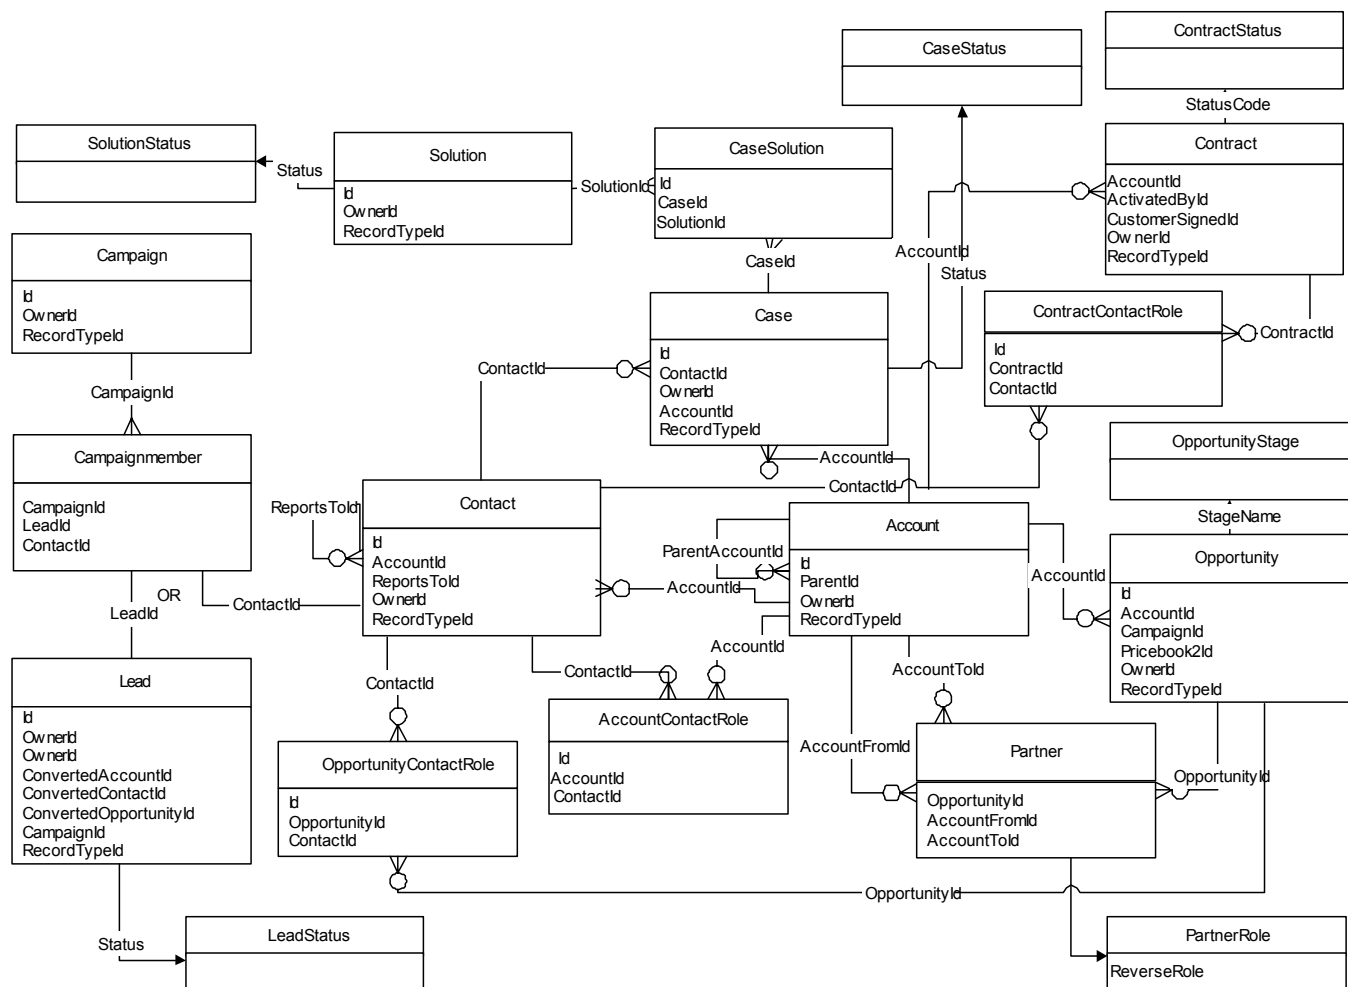 ContractStatus
CaseStatus
StatusCode
SolutionStatus
Status
Solution
Id
OwnerId
RecordTypeId
SolutionId
CaseSolution
Id
CaseId
SolutionId
Contract
AccountId
ActivatedById
CustomerSignedId
OwnerId
RecordTypeId
Campaign
Id
OwnerId
RecordTypeId
CaseId
AccountId
Status
Case
Id
ContactId
OwnerId
AccountId
RecordTypeId
ContactId
ContractContactRole
Id
ContractId
ContactId
ContractId
CampaignId
Campaignmember
CampaignId
LeadId
ContactId
AccountId
ContactId
OpportunityStage
StageName
ReportsToId
Contact
Id
AccountId
ReportsToId
OwnerId
RecordTypeId
ParentAccountId
Account
Id
ParentId
OwnerId
RecordTypeId
AccountId
AccountId
Opportunity
Id
AccountId
CampaignId
Pricebook2Id
OwnerId
RecordTypeId
OR
LeadId
ContactId
AccountId
AccountToId
ContactId
ContactId
Lead
Id
OwnerId
OwnerId
ConvertedAccountId
ConvertedContactId
ConvertedOpportunityId
CampaignId
RecordTypeId
OpportunityContactRole
Id
OpportunityId
ContactId
AccountContactRole
Id
AccountId
ContactId
AccountFromId
Partner
OpportunityId
AccountFromId
AccountToId
OpportunityId
OpportunityId
Status
LeadStatus
PartnerRole
ReverseRole